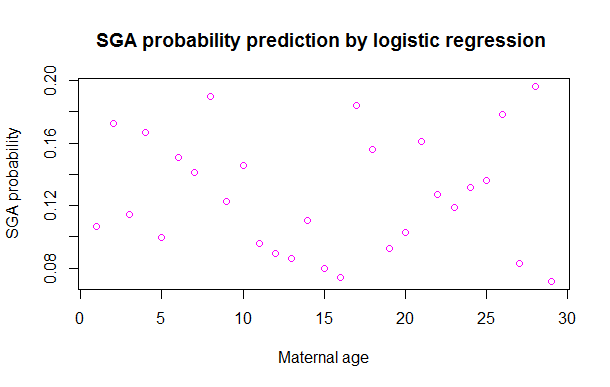 SGA probability prediction by logistic regression
SGA probability
0.20
0.16
0.12
0.08
0 5 10 15 20 25 30
Maternal age